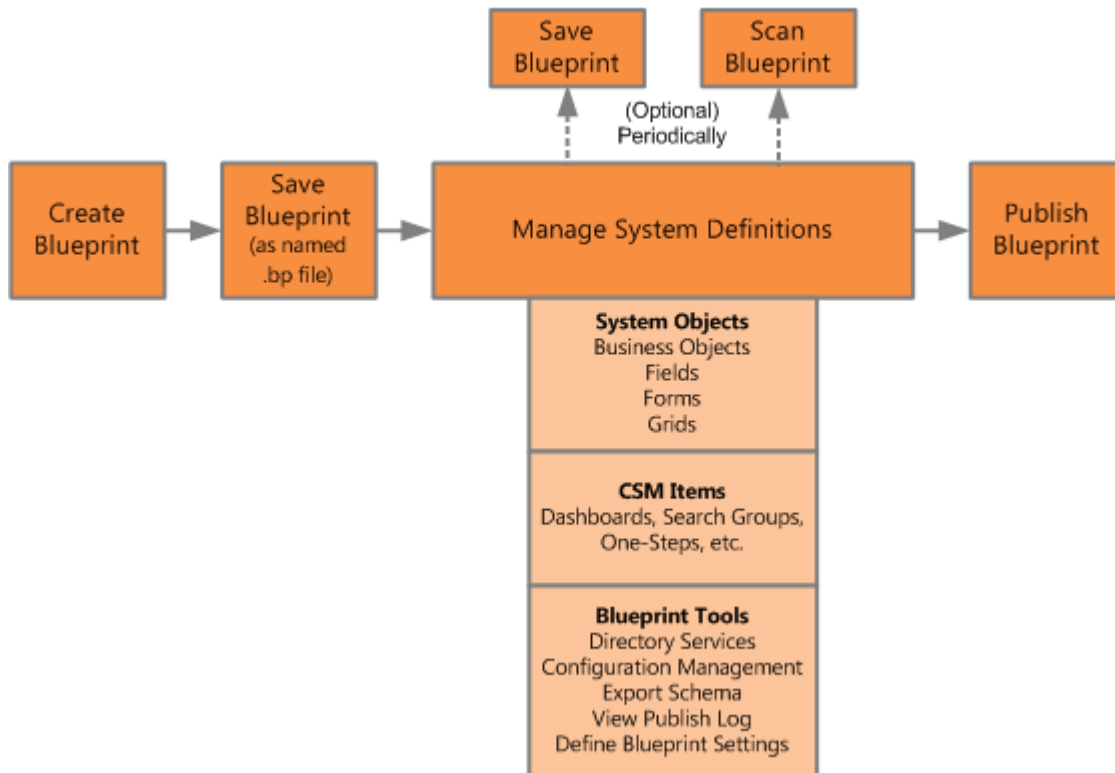 Save
Blueprint
Scan
Blueprint
(Optional)
Periodically
Create
Blueprint
Save
Blueprint
(as named
.bp file)
Manage System Definitions
Publish
Blueprint
System Objects
Business Objects
Fields
Forms
Grids
CSM Items
Dashboards, Search Groups,
One-Steps, etc.
Blueprint Tools
Directory Services
Configuration Management
Export Schema
View Publish Log
Define Blueprint Settings